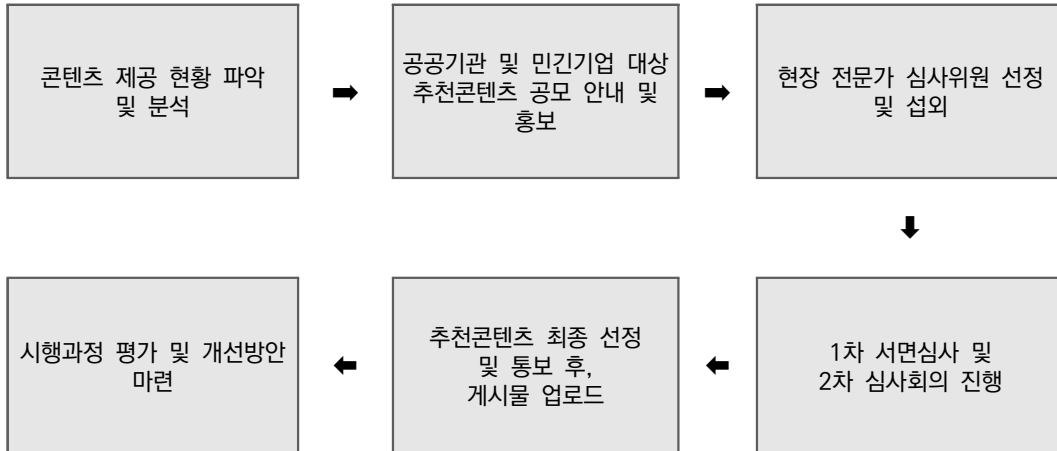 콘텐츠 제공 현황 파악
및 분석
공공기관 및 민긴기업 대상
추천콘텐츠 공모 안내 및
홍보
현장 전문가 심사위원 선정
및 섭외
1차 서면심사 및
2차 심사회의 진행
추천콘텐츠 최종 선정
및 통보 후,
게시물 업로드
시행과정 평가 및 개선방안
마련